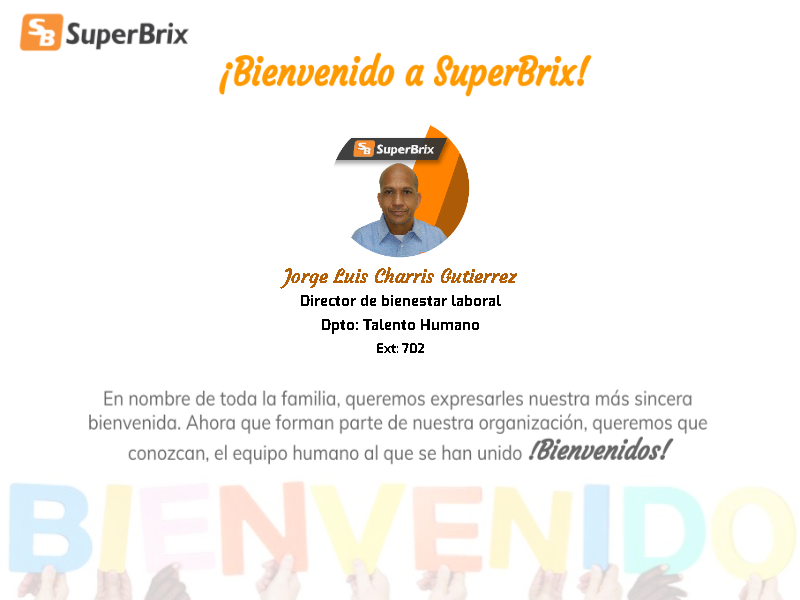 SB SuperBrix
¡Bienvenido a SuperBrix!
SB SuperBrix
Jorge Luis Charris Gutierrez
Director de bienestar laboral
Dpto: Talento Humano
Ext: 702
En nombre de toda la familia, queremos expresarles nuestra más sincera
bienvenida. Ahora que forman parte de nuestra organización, queremos que
conozcan, el equipo humano al que se han unido ¡Bienvenidos!
BIENVENIDO